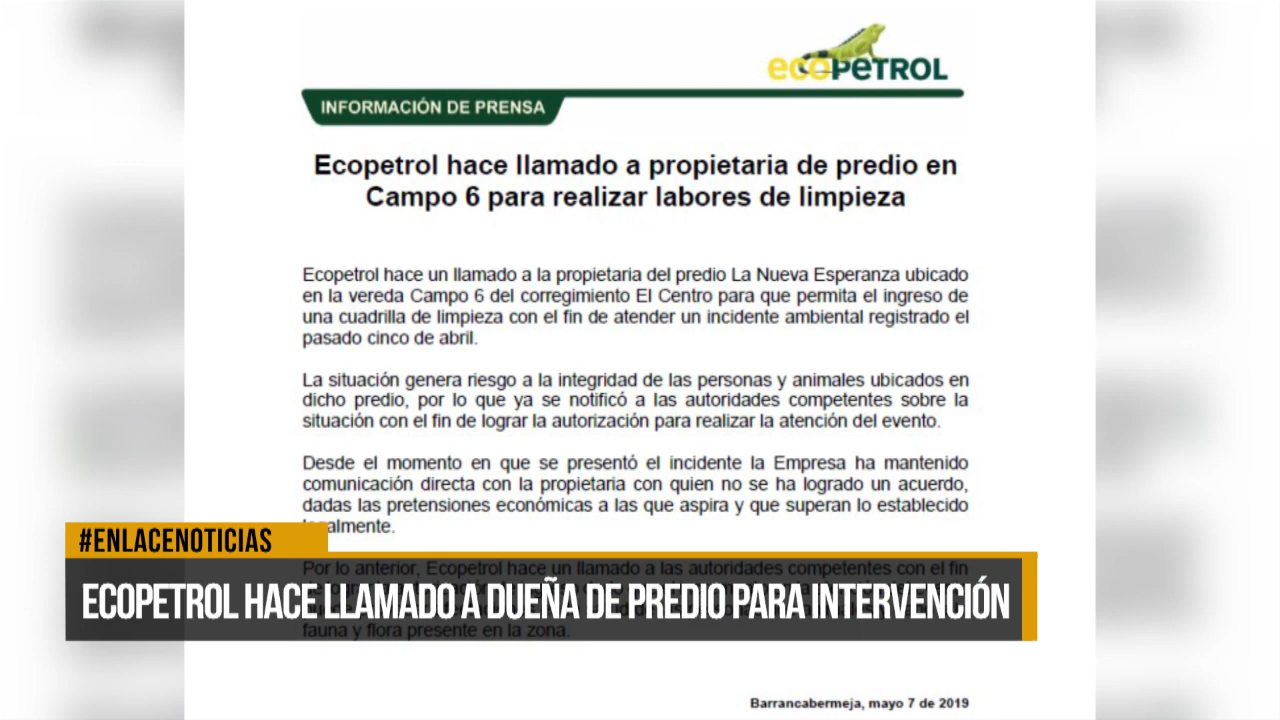 ecoPETROL
INFORMACIÓN DE PRENSA
Ecopetrol hace llamado a propietaria de predio en
Campo 6 para realizar labores de limpieza
Ecopetrol hace un llamado a la propietaria del predio La Nueva Esperanza ubicado
en la vereda Campo 6 del corregimiento El Centro para que permita el ingreso de
una cuadrilla de limpieza con el fin de atender un incidente ambiental registrado el
pasado cinco de abril.
La situación genera riesgo a la integridad de las personas y animales ubicados en
dicho predio, por lo que ya se notificó a las autoridades competentes sobre la
situación con el fin de lograr la autorización para realizar la atención del evento.
Desde el momento en que se presentó el incidente la Empresa ha mantenido
comunicación directa con la propietaria con quien no se ha logrado un acuerdo,
dadas las pretensiones económicas a las que aspira y que superan lo establecido
#ENLACENOTICIAS
Por lo anterior, Ecopetrol hace un llamado a las autoridades competentes con el fin
ECOPETROL HACE LLAMADO A DUEÑA DE PREDIO PARA INTERVENCIÓN
fauna y flora presente en la zona.
Barrancabermeja, mayo 7 de 2019